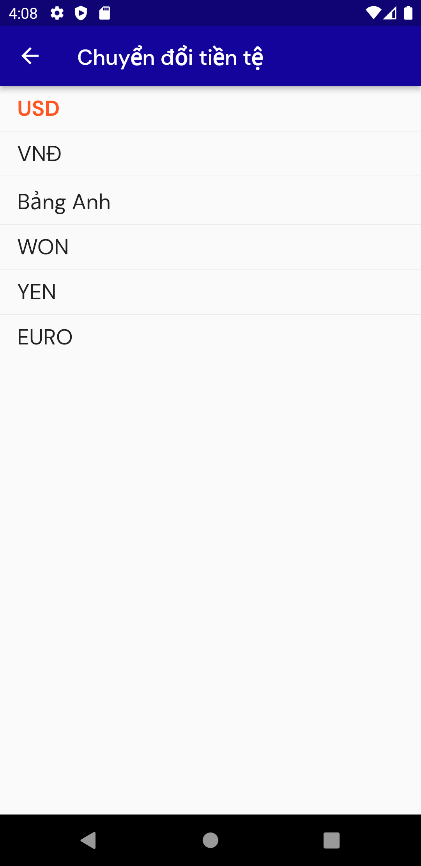 4:08
Chuyển đổi tiền tệ
USD
VNĐ
Bảng Anh
WON
YEN
EURO